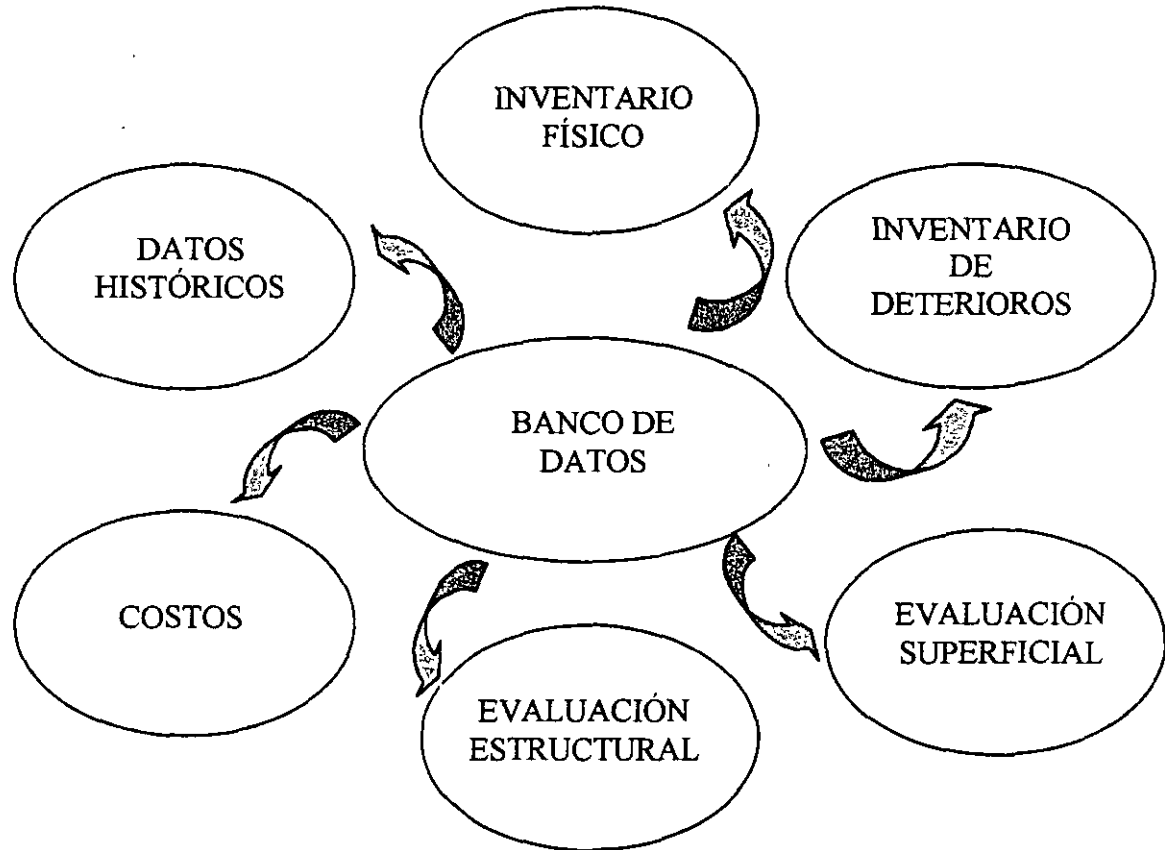 INVENTARIO
FÍSICO
DATOS
HISTÓRICOS
INVENTARIO
DE
DETERIOROS
BANCO DE
DATOS
COSTOS
EVALUACIÓN
SUPERFICIAL
EVALUACIÓN
ESTRUCTURAL